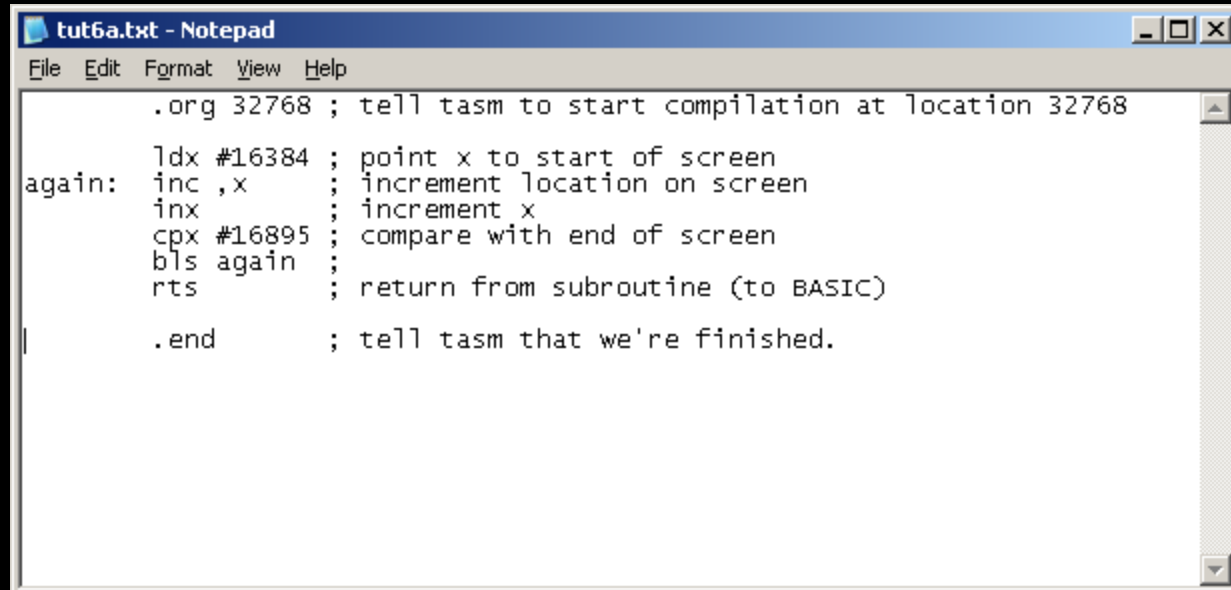 tut6a.txt - Notepad
File Edit Format View Help
.org 32768 ; tell tasm to start compilation at location 32768
ldx #16384 ; point x to start of screen
again: inc ,x ; increment location on screen
inx ; increment x
cpx #16895 ; compare with end of screen
bls again ;
rts ; return from subroutine (to BASIC)
.end ; tell tasm that we're finished.